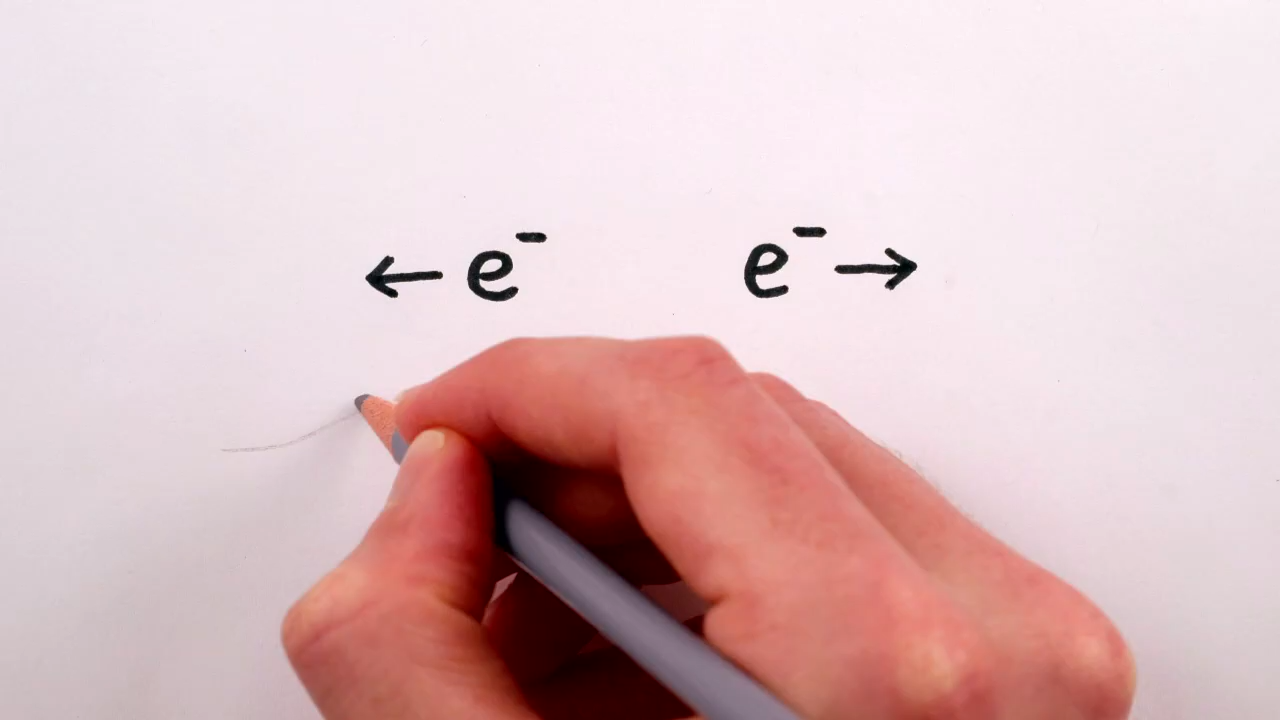 ← e⁻ e⁻ →